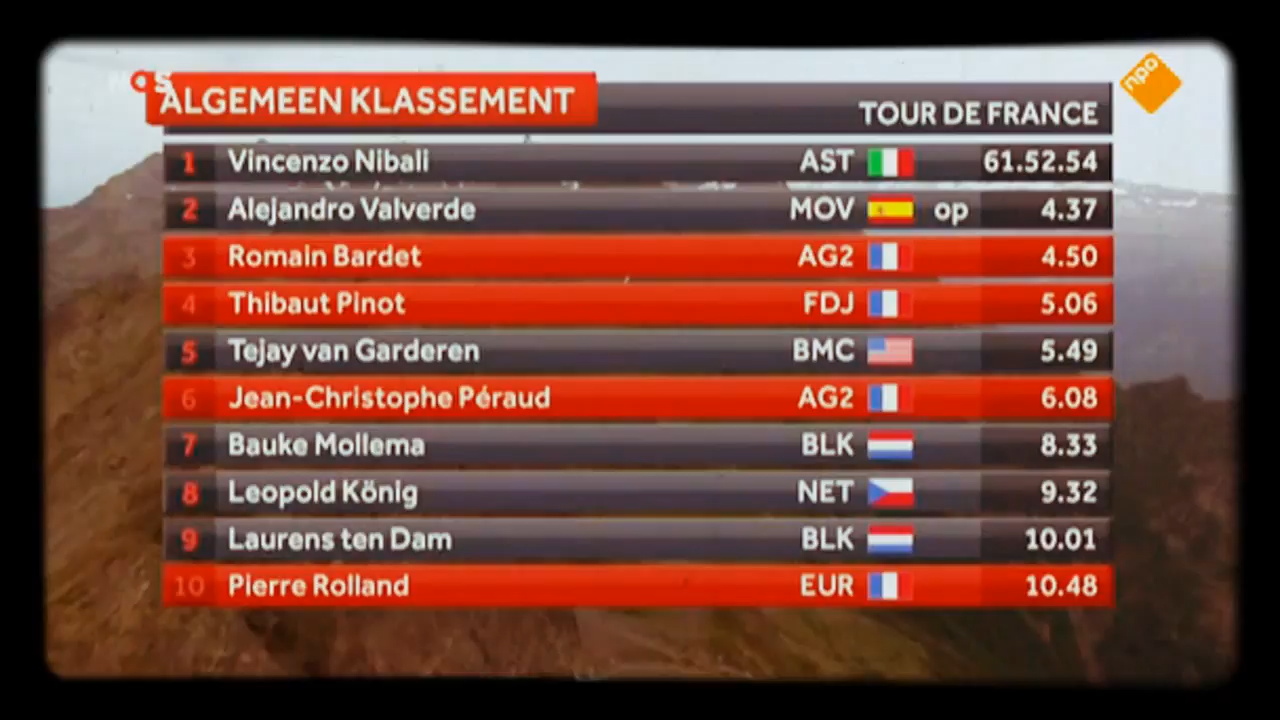 NOS
npo
ALGEMEEN KLASSEMENT TOUR DE FRANCE
1 Vincenzo Nibali AST 61.52.54
2 Alejandro Valverde MOV op 4.37
3 Romain Bardet AG2 4.50
4 Thibaut Pinot FDJ 5.06
5 Tejay van Garderen BMC 5.49
6 Jean-Christophe Péraud AG2 6.08
7 Bauke Mollema BLK 8.33
8 Leopold König NET 9.32
9 Laurens ten Dam BLK 10.01
10 Pierre Rolland EUR 10.48